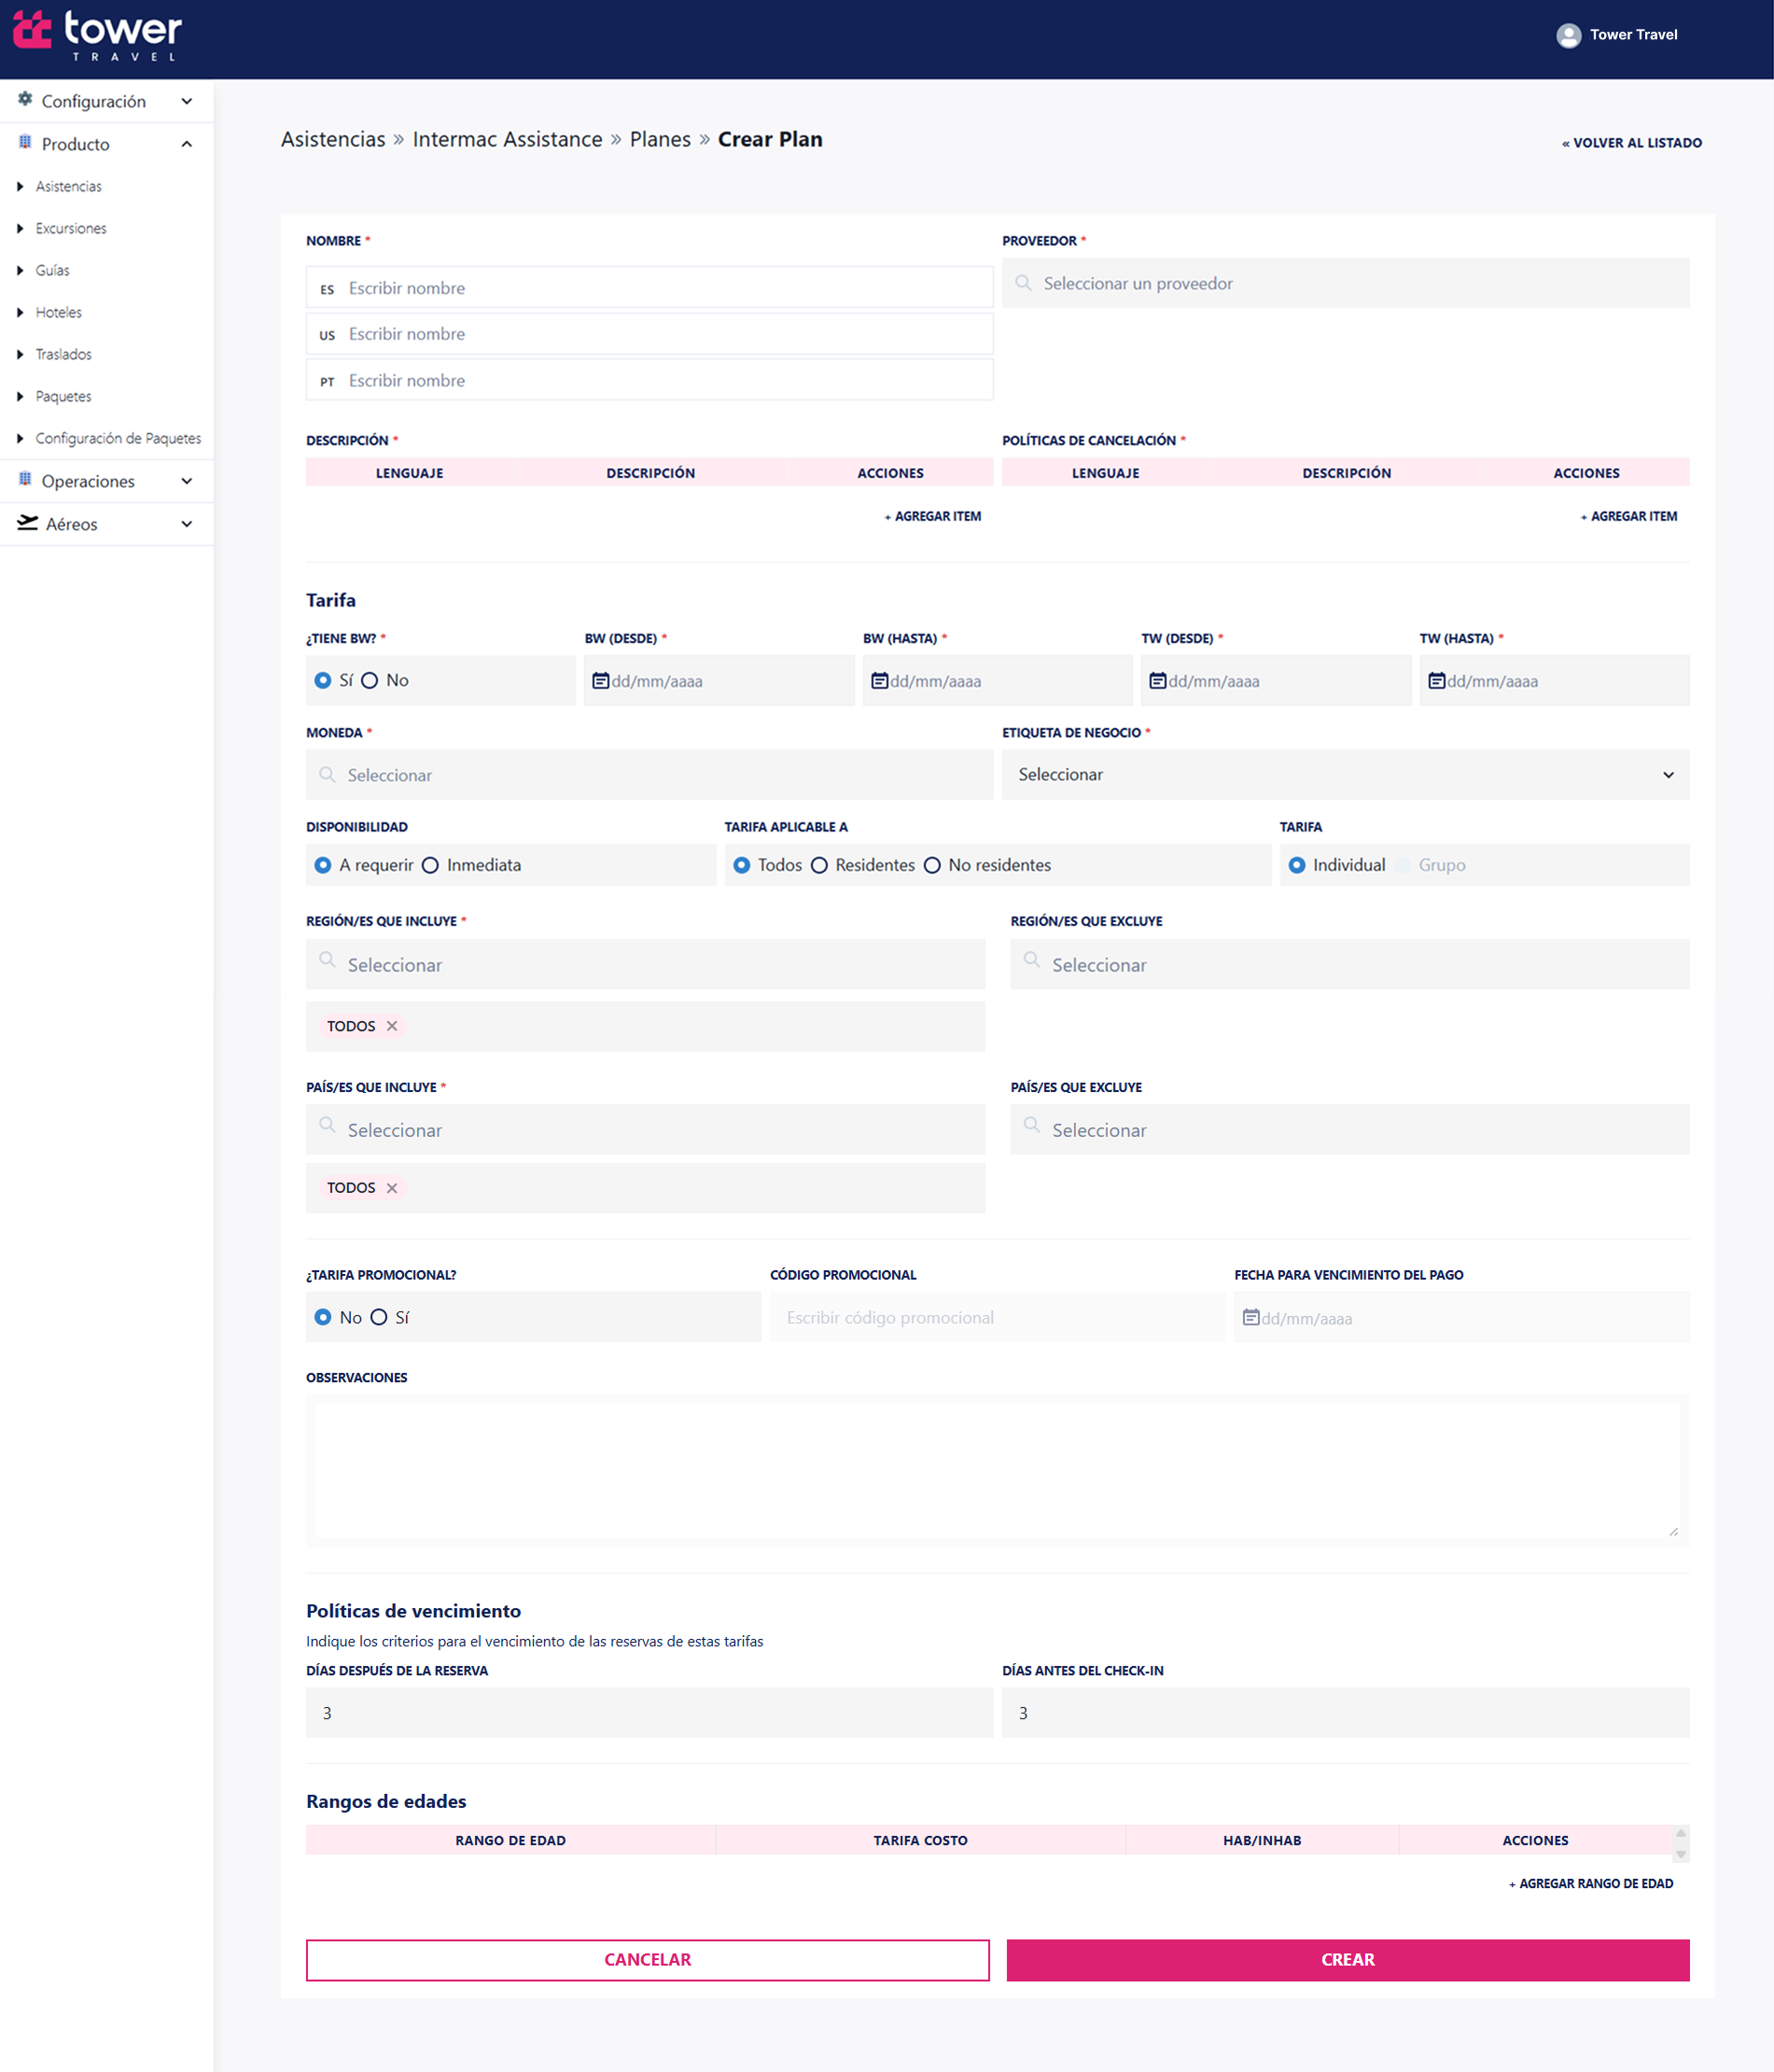 tower
TRAVEL
Tower Travel
Configuración
Producto
Asistencias
Excursiones
Guías
Hoteles
Traslados
Paquetes
Configuración de Paquetes
Operaciones
Aéreos
Asistencias » Intermac Assistance » Planes » Crear Plan
« VOLVER AL LISTADO
NOMBRE *
ES Escribir nombre
US Escribir nombre
PT Escribir nombre
PROVEEDOR *
Seleccionar un proveedor
DESCRIPCIÓN *
LENGUAJE DESCRIPCIÓN ACCIONES
+ AGREGAR ITEM
POLÍTICAS DE CANCELACIÓN *
LENGUAJE DESCRIPCIÓN ACCIONES
+ AGREGAR ITEM
Tarifa
¿TIENE BW? * BW (DESDE) * BW (HASTA) * TW (DESDE) * TW (HASTA) *
Sí No dd/mm/aaaa dd/mm/aaaa dd/mm/aaaa dd/mm/aaaa
MONEDA * ETIQUETA DE NEGOCIO *
Seleccionar Seleccionar
DISPONIBILIDAD TARIFA APLICABLE A TARIFA
A requerir Inmediata Todos Residentes No residentes Individual Grupo
REGIÓN/ES QUE INCLUYE * REGIÓN/ES QUE EXCLUYE
Seleccionar Seleccionar
TODOS ×
PAÍS/ES QUE INCLUYE * PAÍS/ES QUE EXCLUYE
Seleccionar Seleccionar
TODOS ×
¿TARIFA PROMOCIONAL? CÓDIGO PROMOCIONAL FECHA PARA VENCIMIENTO DEL PAGO
No Sí Escribir código promocional dd/mm/aaaa
OBSERVACIONES
Políticas de vencimiento
Indique los criterios para el vencimiento de las reservas de estas tarifas
DÍAS DESPUÉS DE LA RESERVA DÍAS ANTES DEL CHECK-IN
3 3
Rangos de edades
RANGO DE EDAD TARIFA COSTO HAB/INHAB ACCIONES
+ AGREGAR RANGO DE EDAD
CANCELAR CREAR